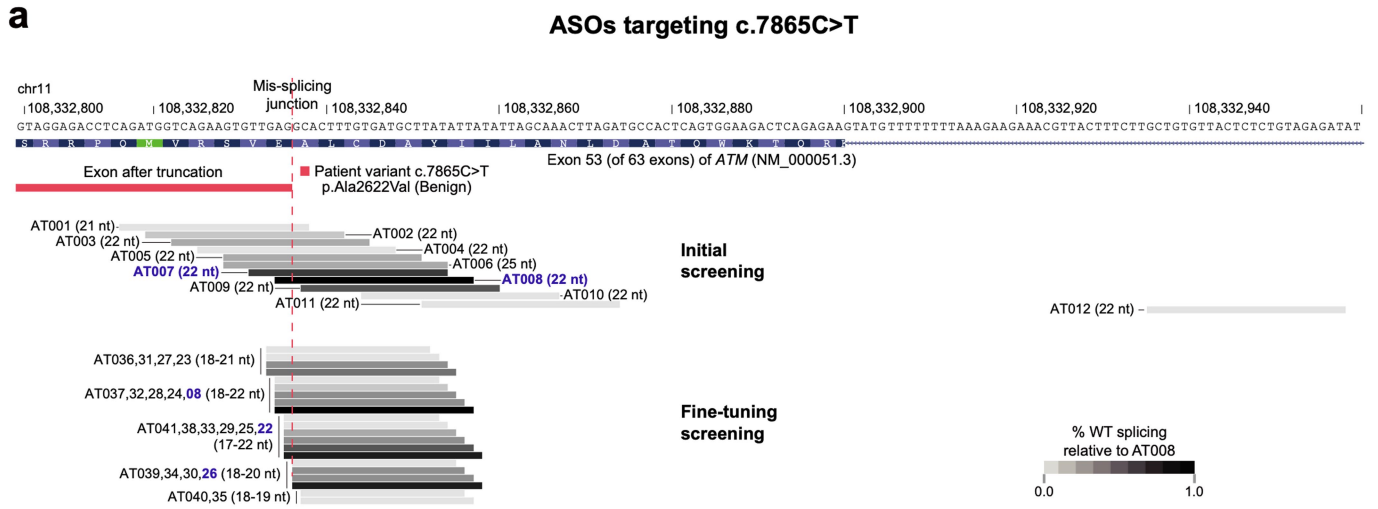 a
ASOs targeting c.7865C>T
chr11
Mis-splicing
junction
108,332,800 108,332,820 108,332,840 108,332,860 108,332,880 108,332,900 108,332,920 108,332,940
GTAGGAGACCTCAGATGGTCAGAAGTGTTGAGGCACTTTGTGATGCTTATATTATATTAGCAAACTTAGATGCCACTCAGTGGAAGACTCAGAGAAGTATGTTTTTTTTAAAGAAGAAACGTTACTTTCTTGCTGTGTTACTCTCTGTAGAGATAT
S R R P Q M V R S V E A L C D A Y I I L A N L D A T Q W K T Q R
Exon 53 (of 63 exons) of ATM (NM_000051.3)
Exon after truncation
Patient variant c.7865C>T
p.Ala2622Val (Benign)
AT001 (21 nt)
AT002 (22 nt)
AT003 (22 nt)
AT004 (22 nt)
AT005 (22 nt)
AT006 (25 nt)
AT007 (22 nt)
AT008 (22 nt)
AT009 (22 nt)
AT010 (22 nt)
AT011 (22 nt)
AT012 (22 nt)
Initial
screening
AT036,31,27,23 (18-21 nt)
AT037,32,28,24,08 (18-22 nt)
AT041,38,33,29,25,22
(17-22 nt)
AT039,34,30,26 (18-20 nt)
AT040,35 (18-19 nt)
Fine-tuning
screening
% WT splicing
relative to AT008
0.0 1.0